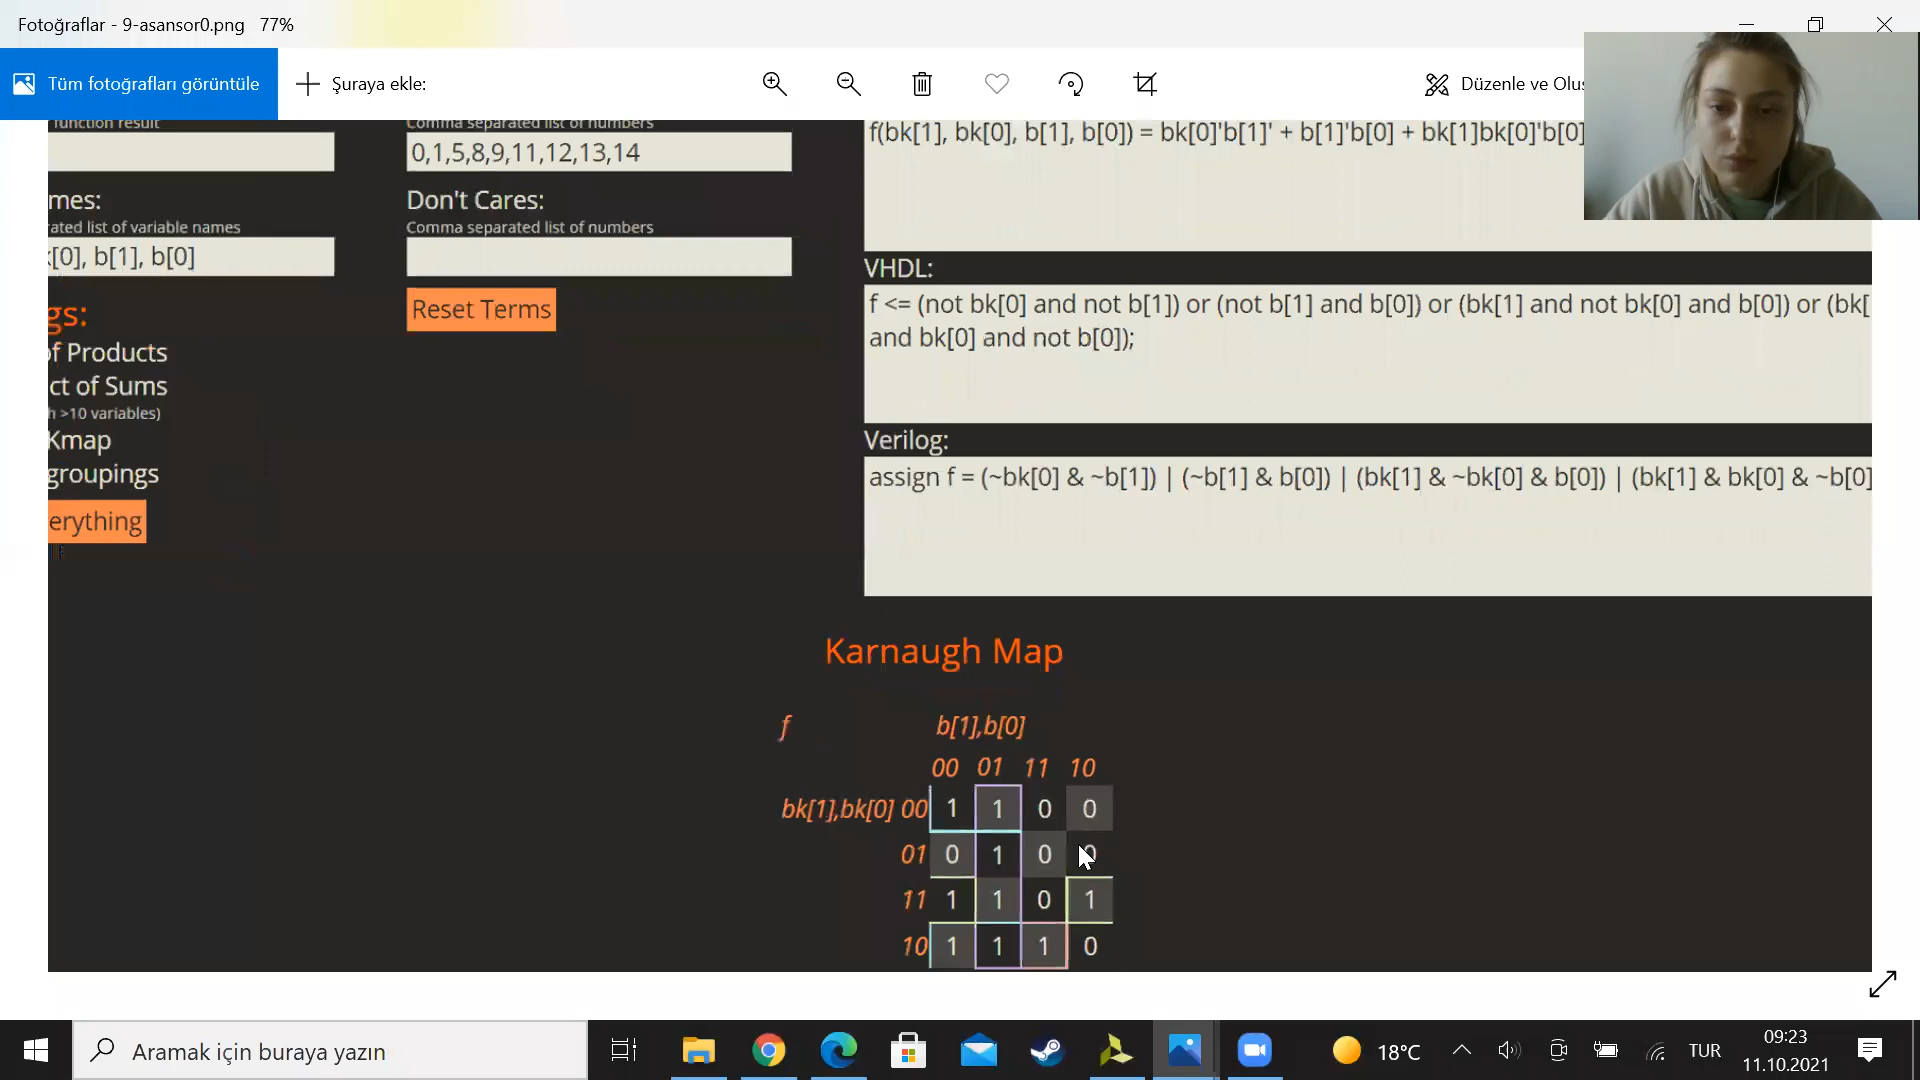 Fotoğraflar - 9-asansor0.png 77%
Tüm fotoğrafları görüntüle
Şuraya ekle:
Düzenle ve Olus
function result
Comma separated list of numbers
0,1,5,8,9,11,12,13,14
f(bk[1], bk[0], b[1], b[0]) = bk[0]'b[1]' + b[1]'b[0] + bk[1]bk[0]'b[0]
mes:
rated list of variable names
k[0], b[1], b[0]
Don't Cares:
Comma separated list of numbers
Reset Terms
VHDL:
f <= (not bk[0] and not b[1]) or (not b[1] and b[0]) or (bk[1] and not bk[0] and b[0]) or (bk[
and bk[0] and not b[0]);
gs:
of Products
ct of Sums
h >10 variables)
Kmap
groupings
erything
Verilog:
assign f = (~bk[0] & ~b[1]) | (~b[1] & b[0]) | (bk[1] & ~bk[0] & b[0]) | (bk[1] & bk[0] & ~b[0]
Karnaugh Map
f b[1],b[0]
00 01 11 10
bk[1],bk[0] 00 1 1 0 0
01 0 1 0 0
11 1 1 0 1
10 1 1 1 0
Aramak için buraya yazın
18°C
TUR
09:23
11.10.2021